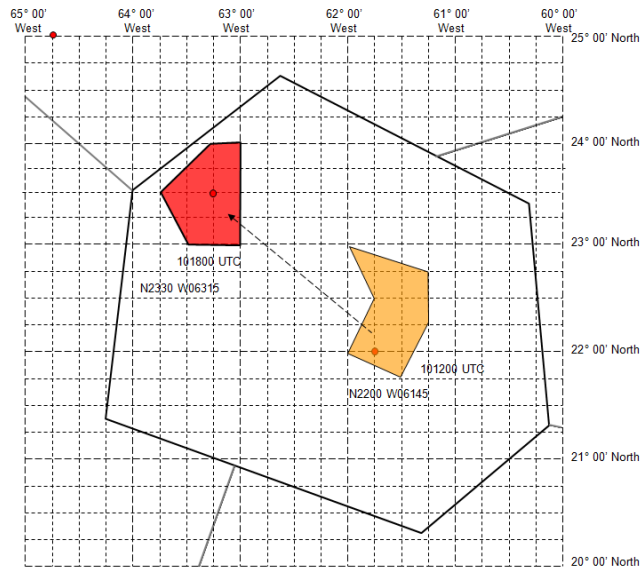 65° 00' 64° 00' 63° 00' 62° 00' 61° 00' 60° 00'
West West West West West West
25° 00' North
24° 00' North
23° 00' North
101800 UTC
N2330 W06315
22° 00' North
101200 UTC
N2200 W06145
21° 00' North
20° 00' North